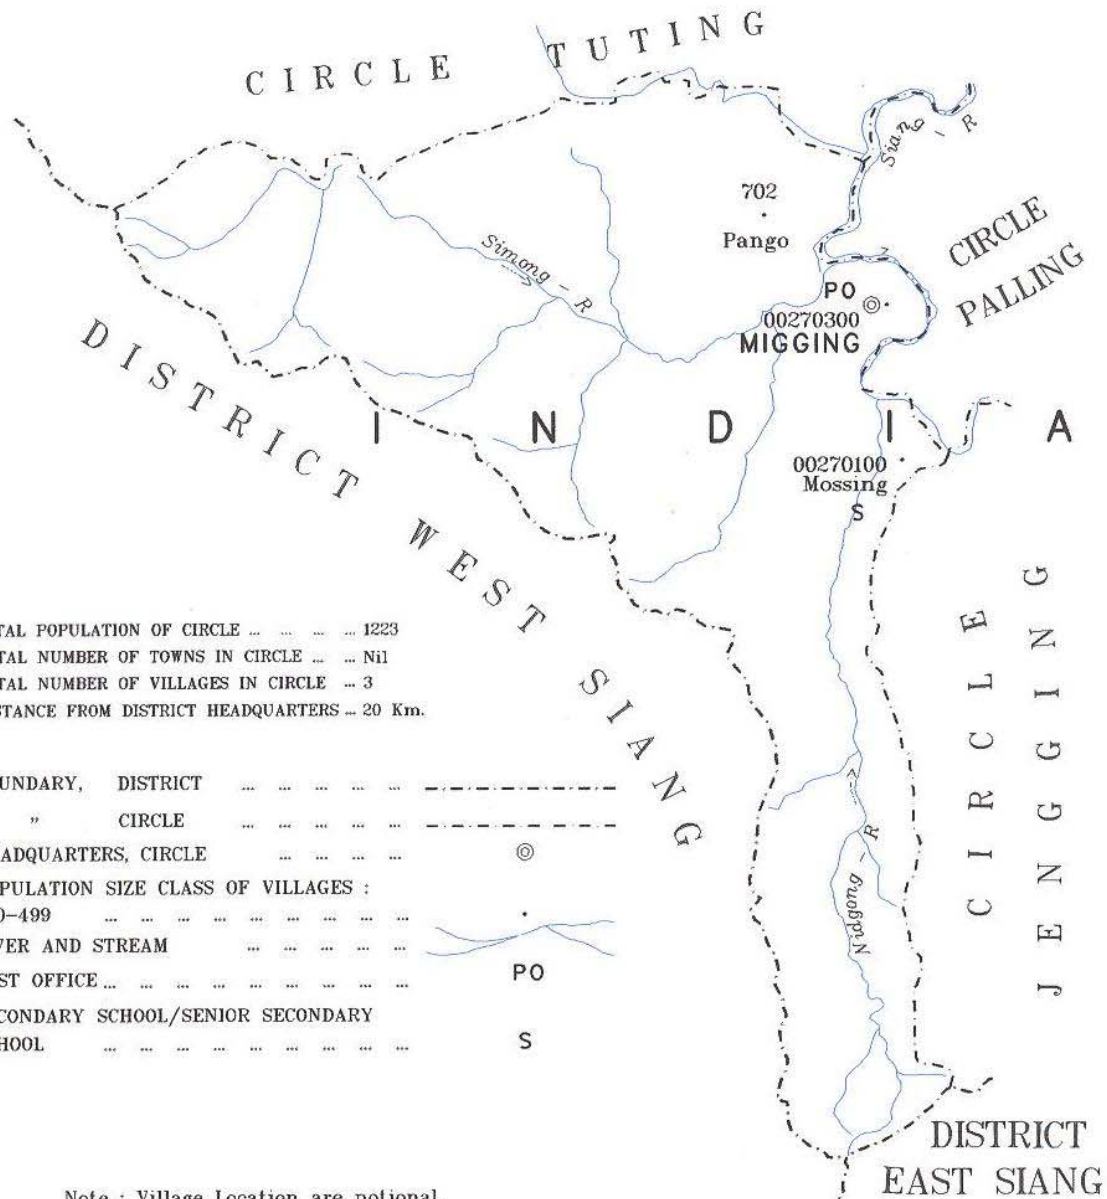 CIRCLE TUTING
Siang - R
702
Pango
CIRCLE
PALLING
Simong - R
PO
00270300
MIGGING
DISTRICT WEST SIANG
I N D I A
00270100
Mossing
S
TAL POPULATION OF CIRCLE ... ... ... ... 1223
TAL NUMBER OF TOWNS IN CIRCLE ... ... Nil
TAL NUMBER OF VILLAGES IN CIRCLE ... 3
STANCE FROM DISTRICT HEADQUARTERS ... 20 Km.
UNDARY, DISTRICT ... ... ... ... ...
" CIRCLE ... ... ... ... ...
ADQUARTERS, CIRCLE ... ... ... ...
PULATION SIZE CLASS OF VILLAGES :
0-499 ... ... ... ... ... ... ... ... ...
VER AND STREAM ... ... ... ... ...
ST OFFICE ... ... ... ... ... ... ... ... ... PO
CONDARY SCHOOL/SENIOR SECONDARY
HOOL ... ... ... ... ... ... ... ... ... S
Nidgong - R
CIRCLE
JENGGING
DISTRICT
EAST SIANG
Note : Village Location are notional